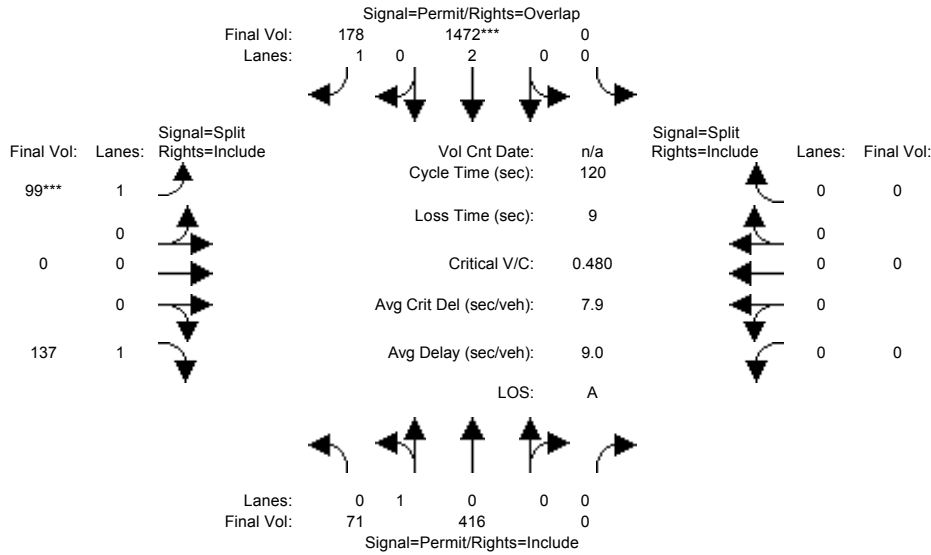 Signal=Permit/Rights=Overlap
Final Vol: 178 1472*** 0
Lanes: 1 0 2 0 0
Signal=Split Signal=Split
Final Vol: Lanes: Rights=Include Vol Cnt Date: n/a Rights=Include Lanes: Final Vol:
Cycle Time (sec): 120
99*** 1 0 0
Loss Time (sec): 9
0 0
0 0 Critical V/C: 0.480 0 0
0 Avg Crit Del (sec/veh): 7.9 0
137 1 Avg Delay (sec/veh): 9.0 0 0
LOS: A
Lanes: 0 1 0 0 0
Final Vol: 71 416 0
Signal=Permit/Rights=Include